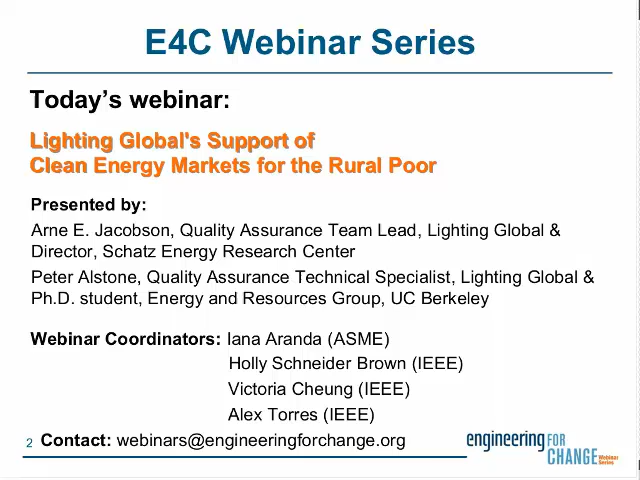 E4C Webinar Series
Today's webinar:
Lighting Global's Support of
Clean Energy Markets for the Rural Poor
Presented by:
Arne E. Jacobson, Quality Assurance Team Lead, Lighting Global &
Director, Schatz Energy Research Center
Peter Alstone, Quality Assurance Technical Specialist, Lighting Global &
Ph.D. student, Energy and Resources Group, UC Berkeley
Webinar Coordinators: Iana Aranda (ASME)
Holly Schneider Brown (IEEE)
Victoria Cheung (IEEE)
Alex Torres (IEEE)
2 Contact: webinars@engineeringforchange.org
engineering FOR
CHANGE Webinar
Series